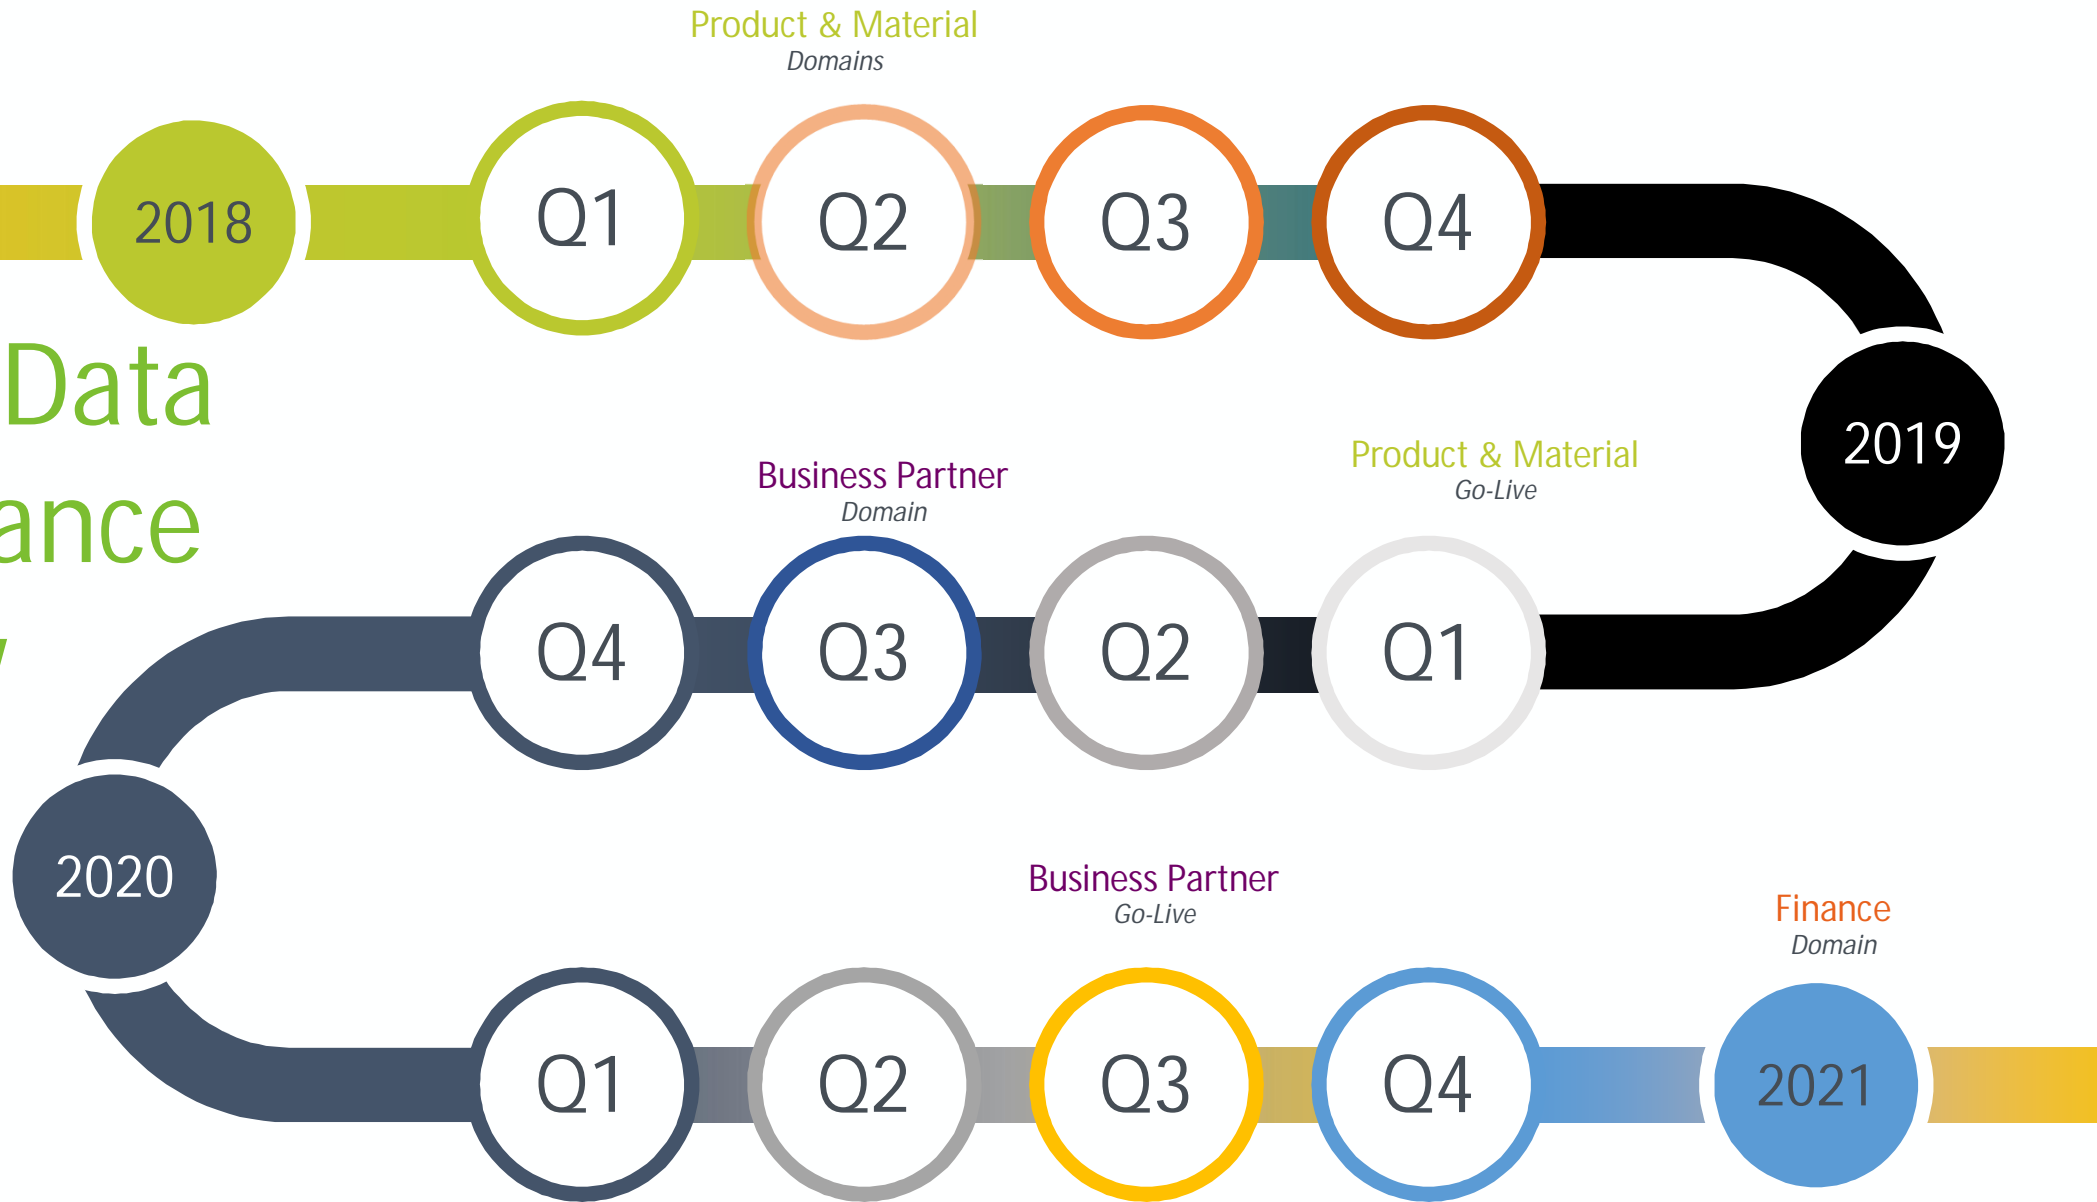 Product & Material
Domains
2018
Q1
Q2
Q3
Q4
Data
2019
Product & Material
Go-Live
Business Partner
Domain
ance
Q4
Q3
Q2
Q1
2020
Business Partner
Go-Live
Finance
Domain
Q1
Q2
Q3
Q4
2021